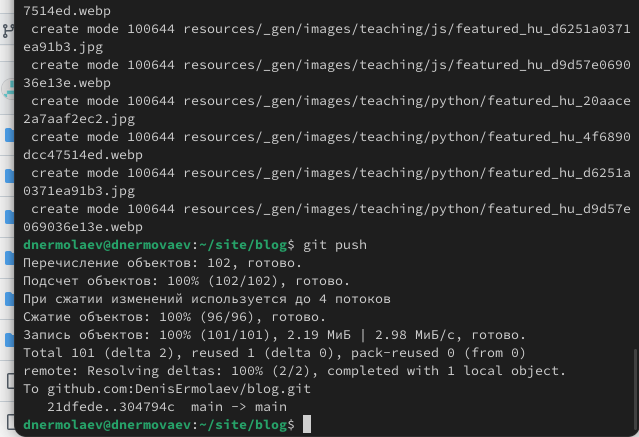 7514ed.webp
 create mode 100644 resources/_gen/images/teaching/js/featured_hu_d6251a0371
ea91b3.jpg
 create mode 100644 resources/_gen/images/teaching/js/featured_hu_d9d57e0690
36e13e.webp
 create mode 100644 resources/_gen/images/teaching/python/featured_hu_20aace
2a7aaf2ec2.jpg
 create mode 100644 resources/_gen/images/teaching/python/featured_hu_4f6890
dcc47514ed.webp
 create mode 100644 resources/_gen/images/teaching/python/featured_hu_d6251a
0371ea91b3.jpg
 create mode 100644 resources/_gen/images/teaching/python/featured_hu_d9d57e
069036e13e.webp
dnermolaev@dnermovaev:~/site/blog$ git push
Перечисление объектов: 102, готово.
Подсчет объектов: 100% (102/102), готово.
При сжатии изменений используется до 4 потоков
Сжатие объектов: 100% (96/96), готово.
Запись объектов: 100% (101/101), 2.19 МиБ | 2.98 МиБ/с, готово.
Total 101 (delta 2), reused 1 (delta 0), pack-reused 0 (from 0)
remote: Resolving deltas: 100% (2/2), completed with 1 local object.
To github.com:DenisErmolaev/blog.git
   21dfede..304794c  main -> main
dnermolaev@dnermovaev:~/site/blog$